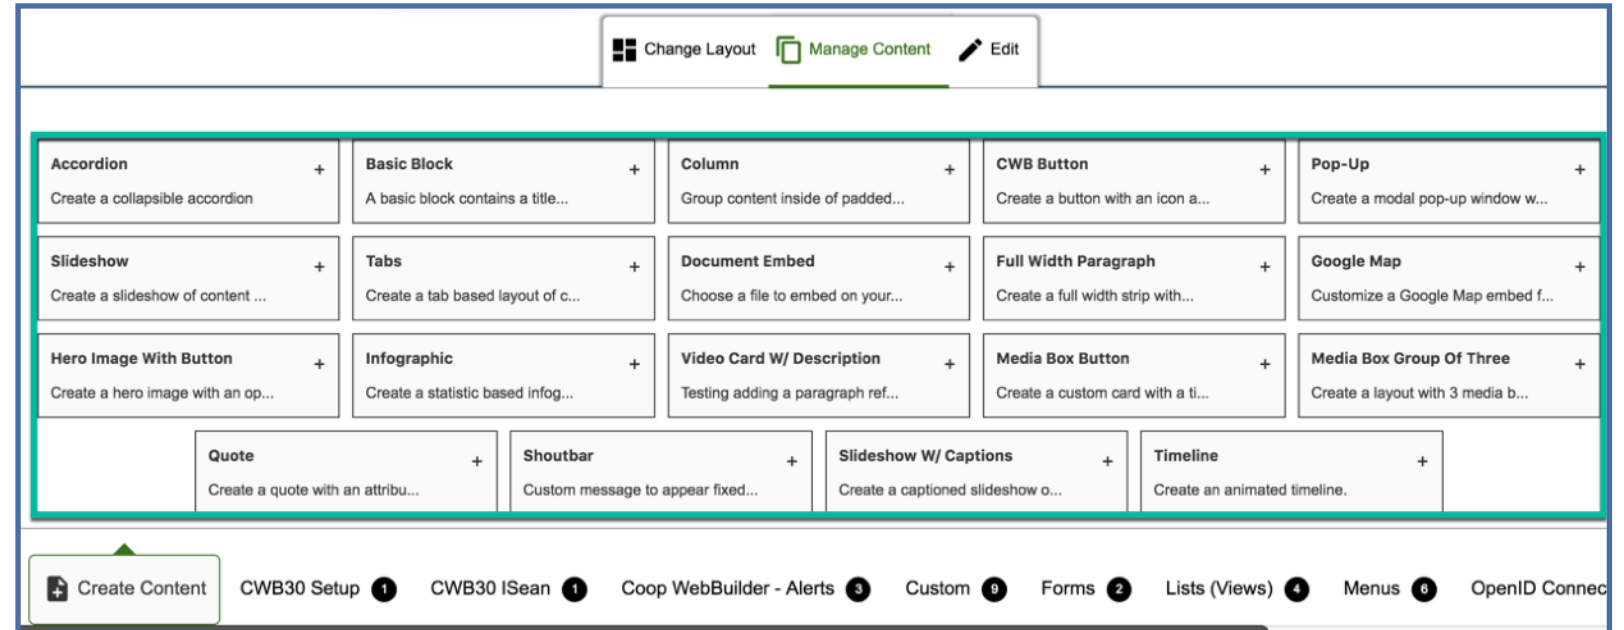 Change Layout Manage Content Edit
Accordion + Basic Block + Column + CWB Button + Pop-Up +
Create a collapsible accordion A basic block contains a title... Group content inside of padded... Create a button with an icon a... Create a modal pop-up window w...
Slideshow + Tabs + Document Embed + Full Width Paragraph + Google Map +
Create a slideshow of content ... Create a tab based layout of c... Choose a file to embed on your... Create a full width strip with... Customize a Google Map embed f...
Hero Image With Button + Infographic + Video Card W/ Description + Media Box Button + Media Box Group Of Three +
Create a hero image with an op... Create a statistic based infog... Testing adding a paragraph ref... Create a custom card with a ti... Create a layout with 3 media b...
Quote + Shoutbar + Slideshow W/ Captions + Timeline +
Create a quote with an attribu... Custom message to appear fixed... Create a captioned slideshow o... Create an animated timeline.
Create Content CWB30 Setup 1 CWB30 ISean 1 Coop WebBuilder - Alerts 3 Custom 9 Forms 2 Lists (Views) 4 Menus 6 OpenID Connec